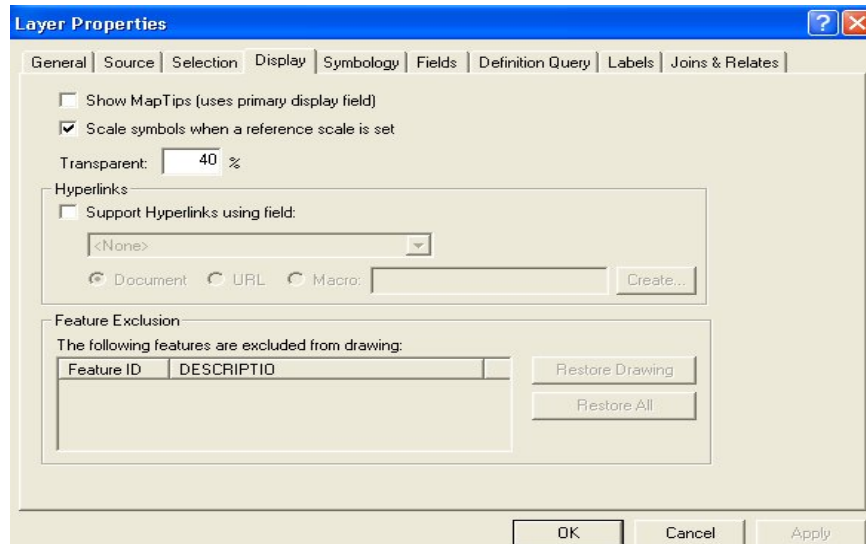 Layer Properties
General Source Selection Display Symbology Fields Definition Query Labels Joins & Relates
Show MapTips (uses primary display field)
Scale symbols when a reference scale is set
Transparent: 40 %
Hyperlinks
Support Hyperlinks using field:
<None>
Document URL Macro: Create...
Feature Exclusion
The following features are excluded from drawing:
Feature ID DESCRIPTIO
Restore Drawing
Restore All
OK Cancel Apply